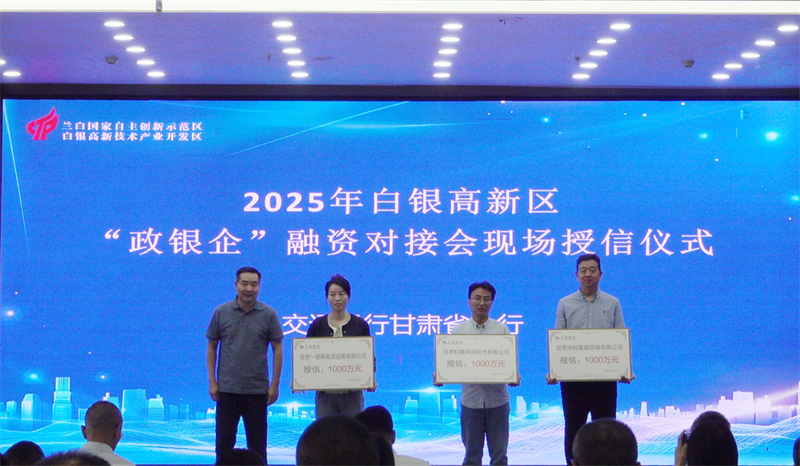 兰白国家自主创新示范区
白银高新技术产业开发区
2025年白银高新区
“政银企”融资对接会现场授信仪式
交 行甘肃省 行
授信：1000万元
授信：1000万元
授信：1000万元